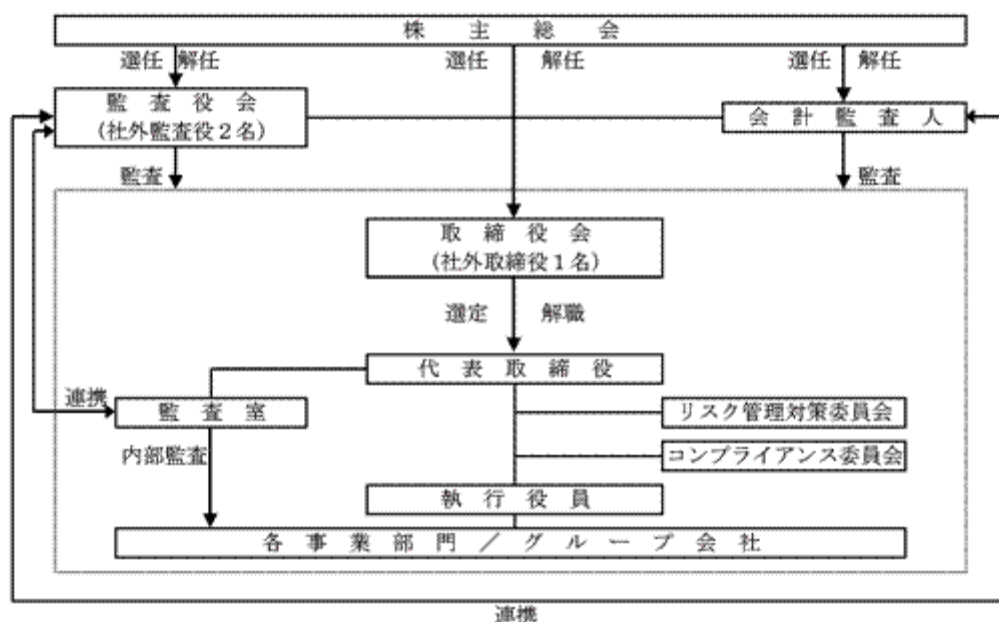 株主総会
選任 解任
選任 解任
選任 解任
監査役会
(社外監査役2名)
会計監査人
監査
監査
取締役会
(社外取締役1名)
選定 解職
代表取締役
連携
監査室
リスク管理対策委員会
内部監査
コンプライアンス委員会
執行役員
各事業部門/グループ会社
連携